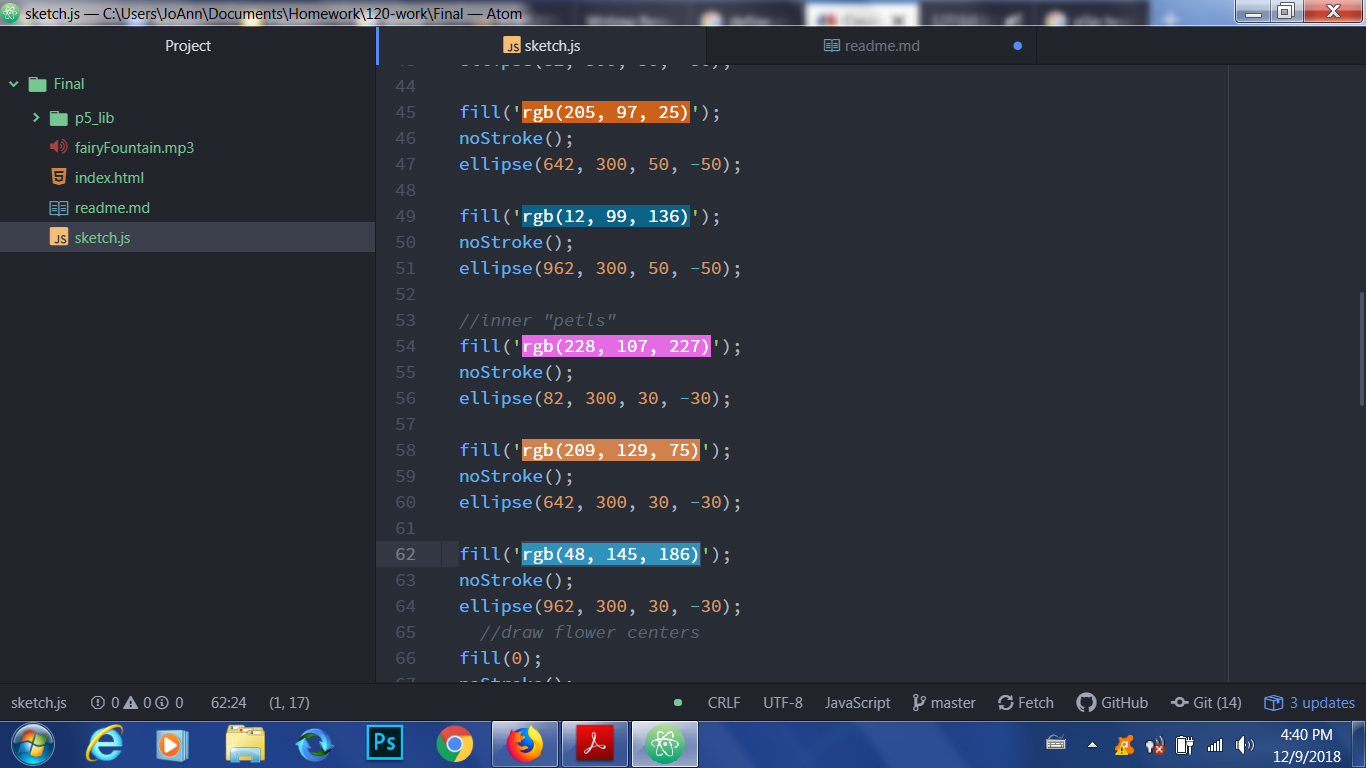 sketch.js — C:\Users\JoAnn\Documents\Homework\120-work\Final — Atom
Project
Final
p5_lib
fairyFountain.mp3
index.html
readme.md
JS sketch.js
JS sketch.js
readme.md
44
45 fill('rgb(205, 97, 25)');
46 noStroke();
47 ellipse(642, 300, 50, -50);
48
49 fill('rgb(12, 99, 136)');
50 noStroke();
51 ellipse(962, 300, 50, -50);
52
53 //inner "petls"
54 fill('rgb(228, 107, 227)');
55 noStroke();
56 ellipse(82, 300, 30, -30);
57
58 fill('rgb(209, 129, 75)');
59 noStroke();
60 ellipse(642, 300, 30, -30);
61
62 fill('rgb(48, 145, 186)');
63 noStroke();
64 ellipse(962, 300, 30, -30);
65 //draw flower centers
66 fill(0);
67 noStroke();
sketch.js 0 0 0 62:24 (1, 17) CRLF UTF-8 JavaScript master Fetch GitHub Git (14) 3 updates
Ps
4:40 PM
12/9/2018